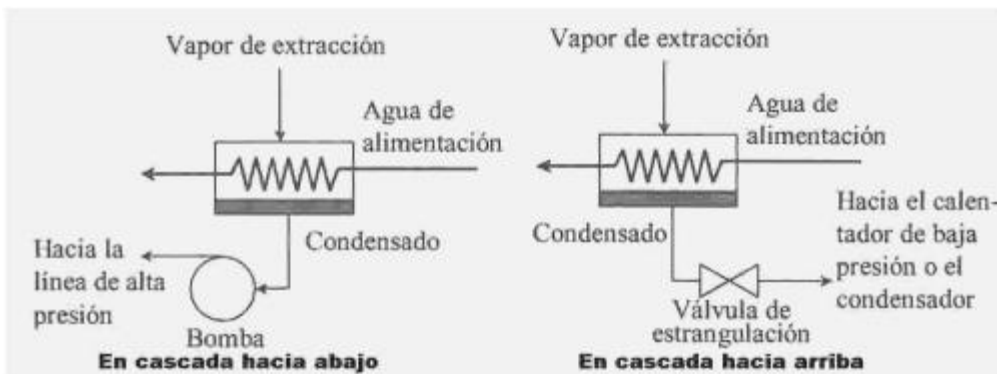 Vapor de extracción
Agua de
alimentación
Condensado
Hacia la
línea de alta
presión
Bomba
En cascada hacia abajo
Vapor de extracción
Agua de
alimentación
Condensado
Hacia el calen-
tador de baja
presión o el
condensador
Válvula de
estrangulación
En cascada hacia arriba